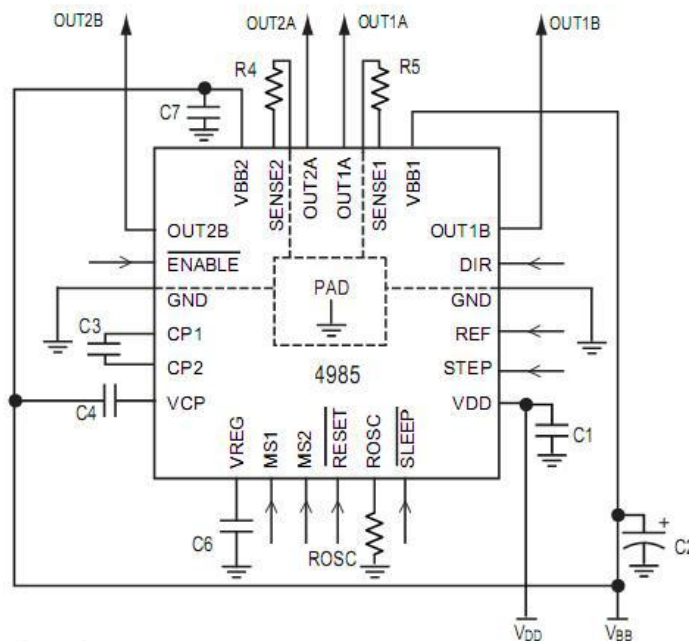 OUT2B
OUT2A
OUT1A
OUT1B
R4
R5
C7
VBB2
SENSE2
OUT2A
OUT1A
SENSE1
VBB1
OUT2B
OUT1B
ENABLE
DIR
PAD
GND
GND
C3
CP1
REF
CP2
STEP
4985
C4
VCP
VDD
C1
VREG
MS1
MS2
RESET
ROSC
SLEEP
C6
ROSC
+
C2
VDD
VBB